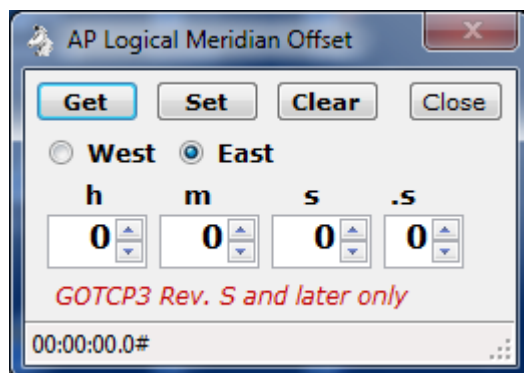 AP Logical Meridian Offset
Get Set Clear Close
West East
h m s .s
0 0 0 0
GOTCP3 Rev. S and later only
00:00:00.0#